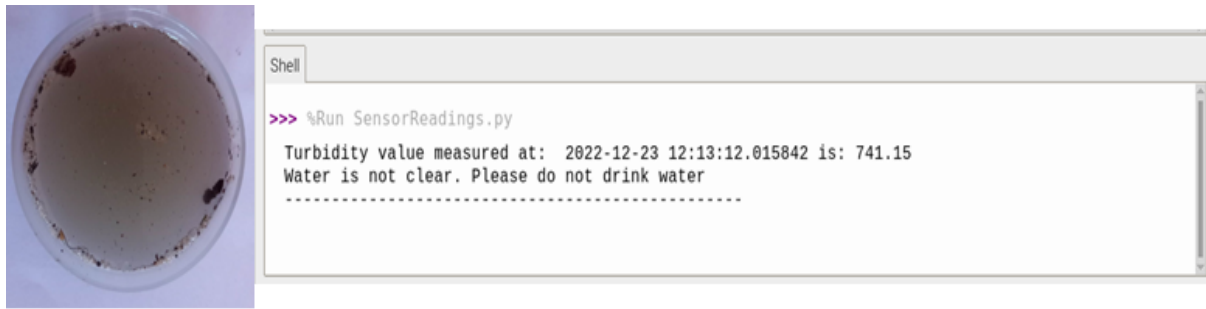 Shell
>>> %Run SensorReadings.py
Turbidity value measured at:  2022-12-23 12:13:12.015842 is: 741.15
Water is not clear. Please do not drink water
-------------------------------------------------